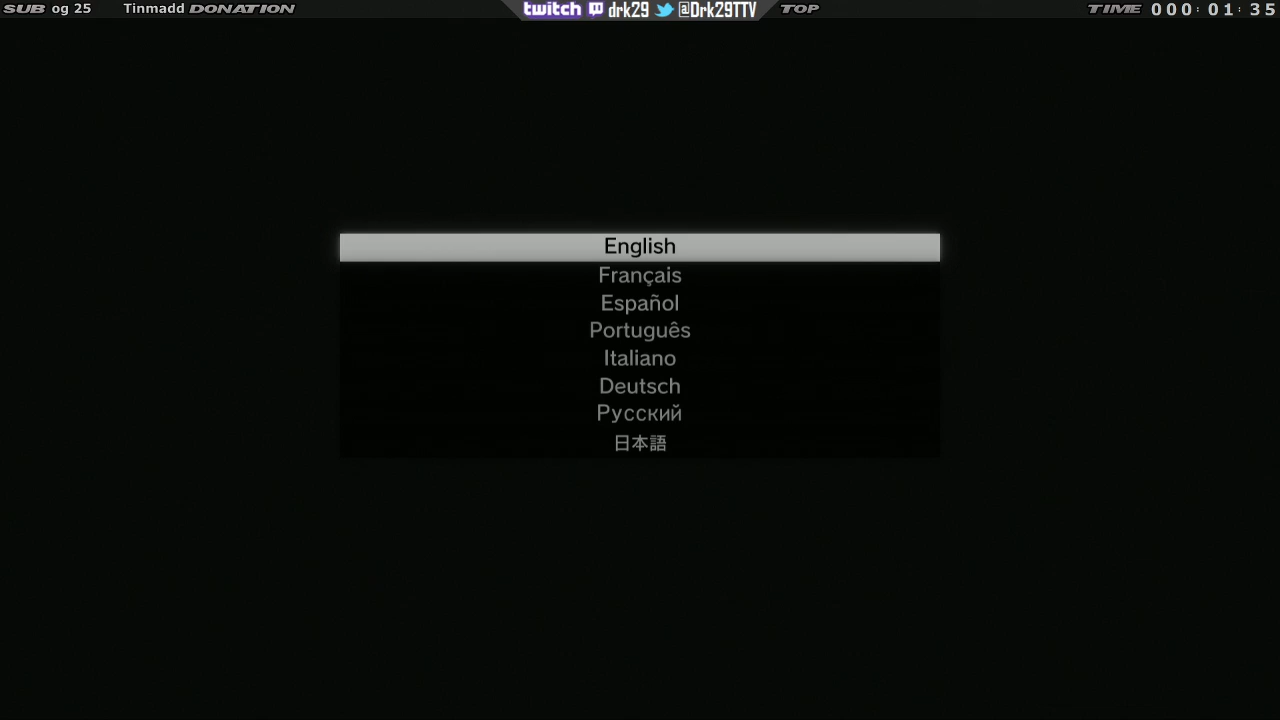 SUB og 25 Tinmadd DONATION twitch drk29 @Drk29TTV TOP TIME 000:01:35
English
Français
Español
Português
Italiano
Deutsch
Русский
日本語